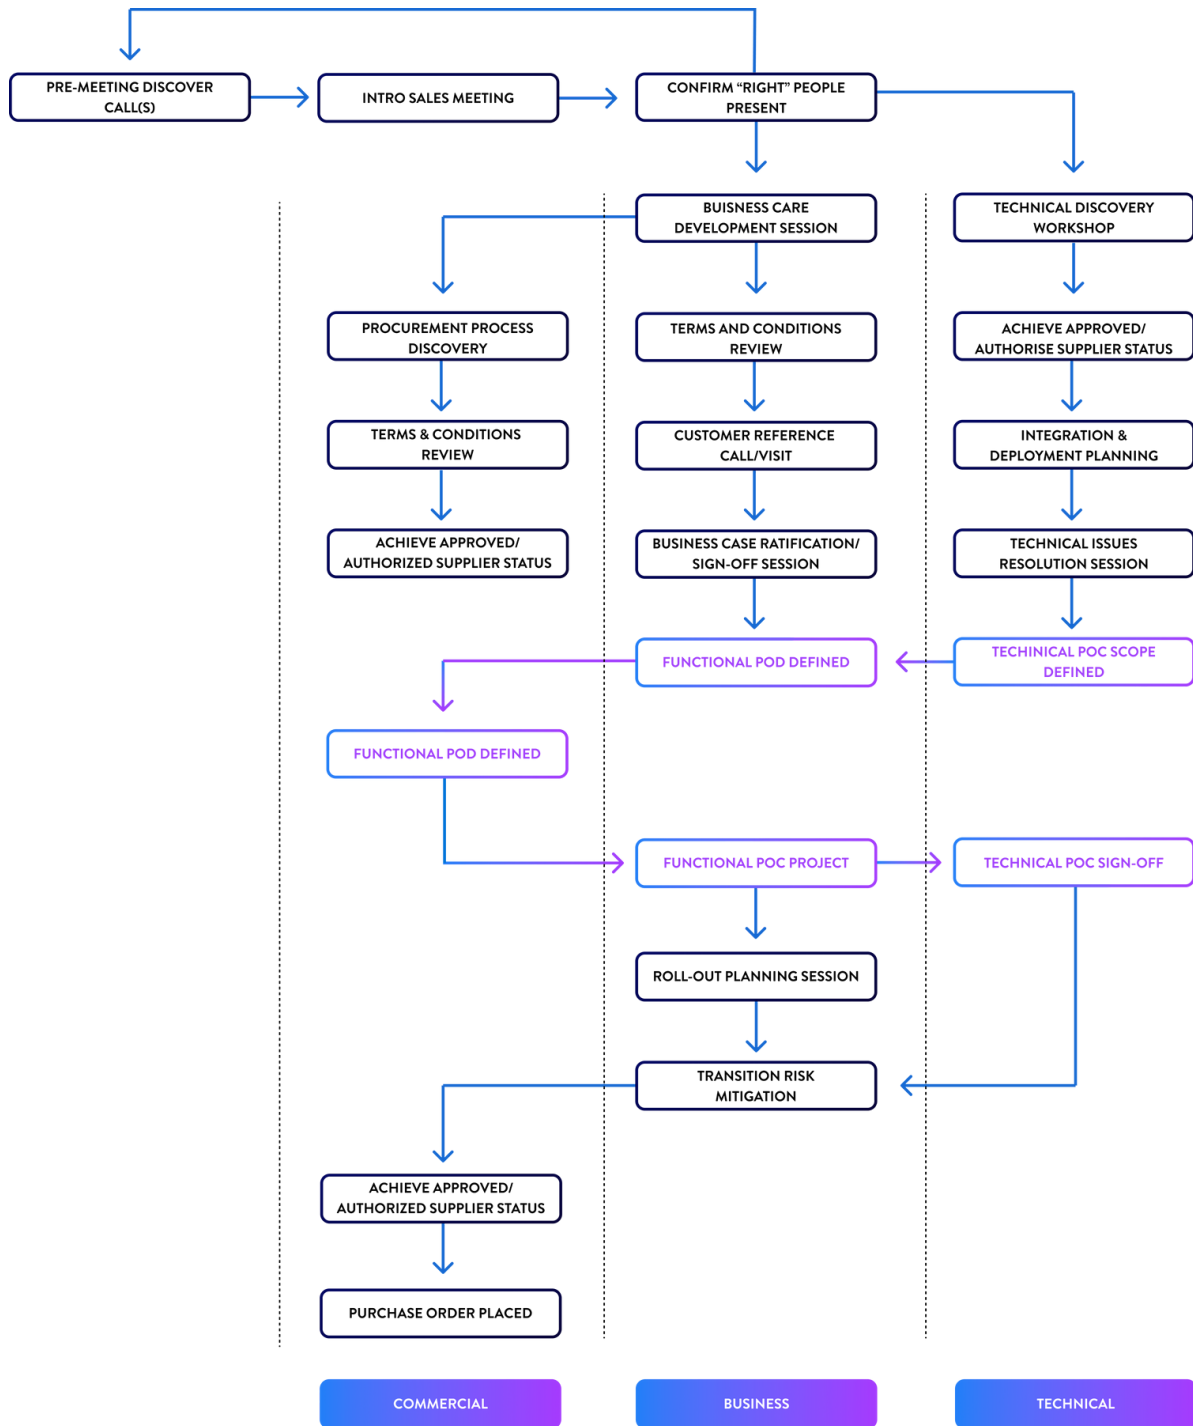 PRE-MEETING DISCOVER
CALL(S)
INTRO SALES MEETING
CONFIRM “RIGHT” PEOPLE
PRESENT
BUISNESS CARE
DEVELOPMENT SESSION
TECHNICAL DISCOVERY
WORKSHOP
PROCUREMENT PROCESS
DISCOVERY
TERMS AND CONDITIONS
REVIEW
ACHIEVE APPROVED/
AUTHORISE SUPPLIER STATUS
TERMS & CONDITIONS
REVIEW
CUSTOMER REFERENCE
CALL/VISIT
INTEGRATION &
DEPLOYMENT PLANNING
ACHIEVE APPROVED/
AUTHORIZED SUPPLIER STATUS
BUSINESS CASE RATIFICATION/
SIGN-OFF SESSION
TECHNICAL ISSUES
RESOLUTION SESSION
FUNCTIONAL POD DEFINED
TECHINICAL POC SCOPE
DEFINED
FUNCTIONAL POD DEFINED
FUNCTIONAL POC PROJECT
TECHNICAL POC SIGN-OFF
ROLL-OUT PLANNING SESSION
TRANSITION RISK
MITIGATION
ACHIEVE APPROVED/
AUTHORIZED SUPPLIER STATUS
PURCHASE ORDER PLACED
COMMERCIAL
BUSINESS
TECHNICAL